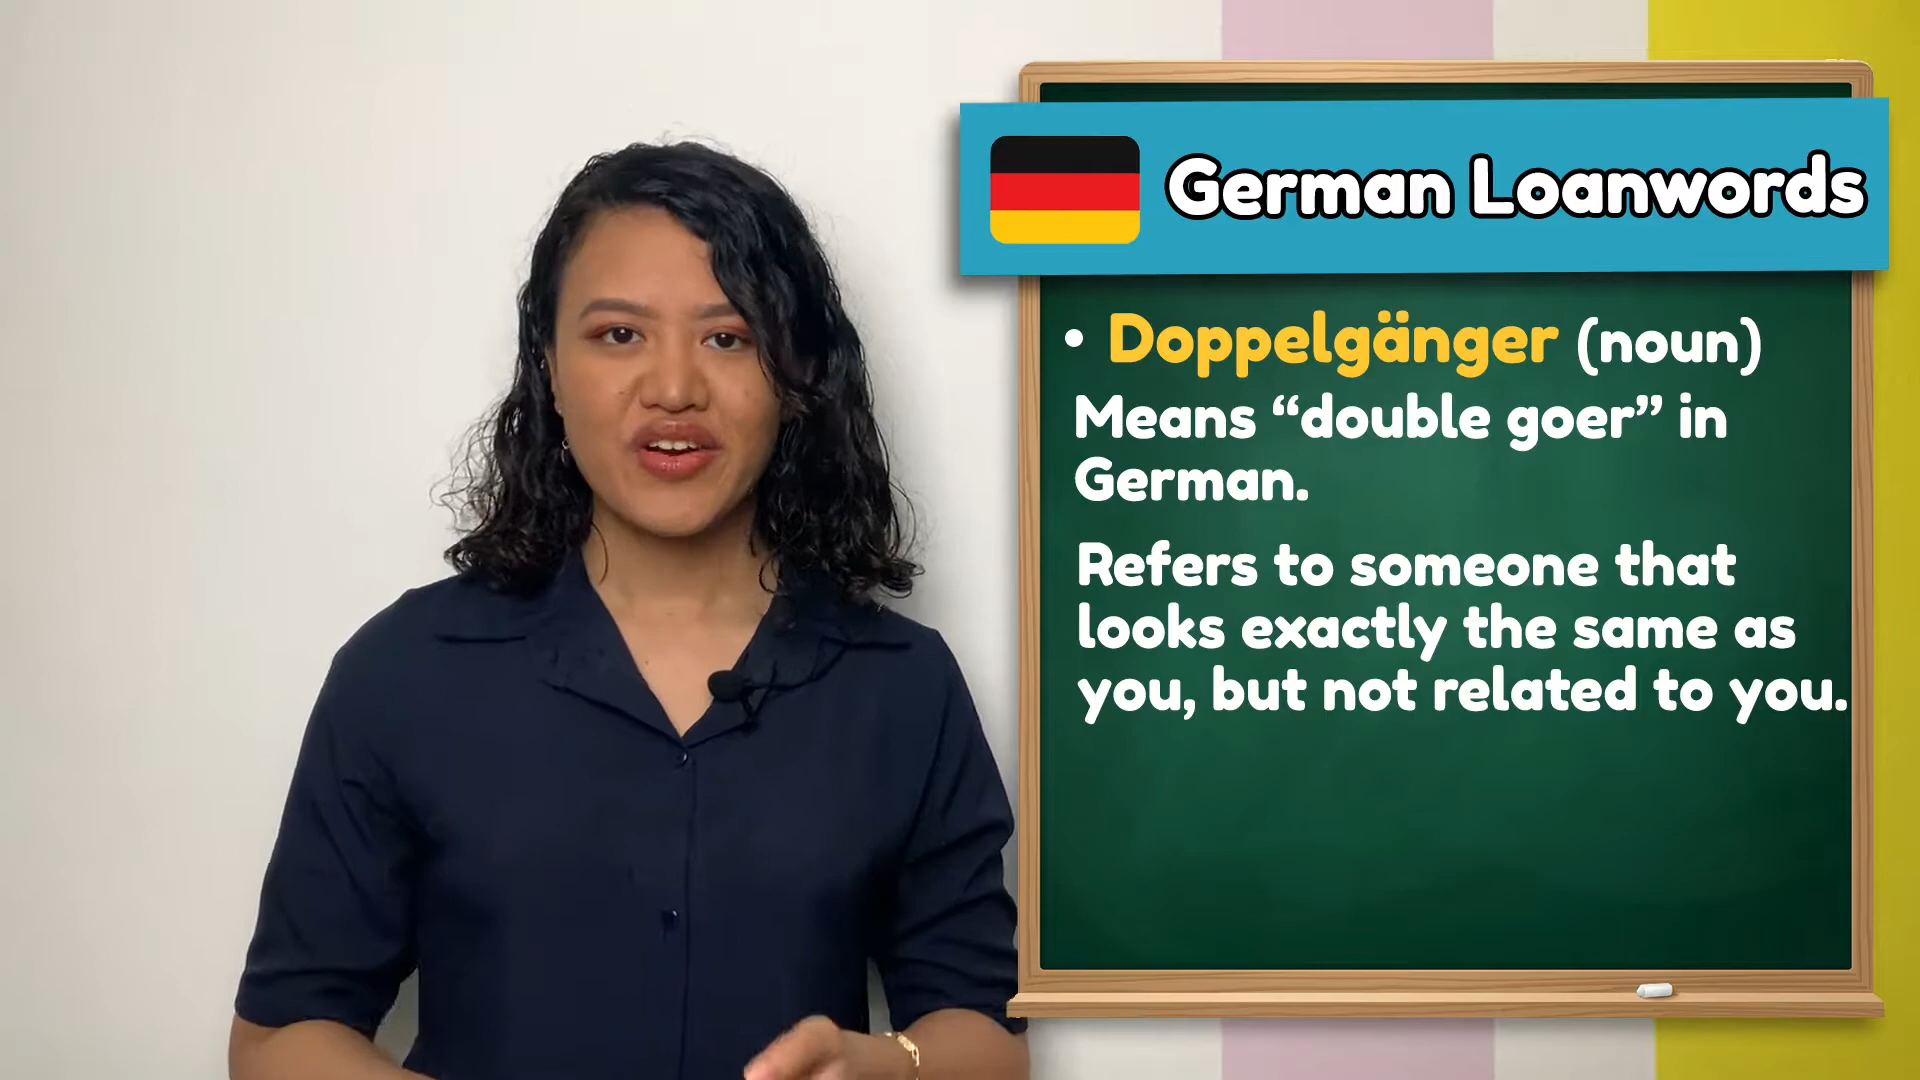 German Loanwords
• Doppelgänger (noun)
Means “double goer” in
German.
Refers to someone that
looks exactly the same as
you, but not related to you.